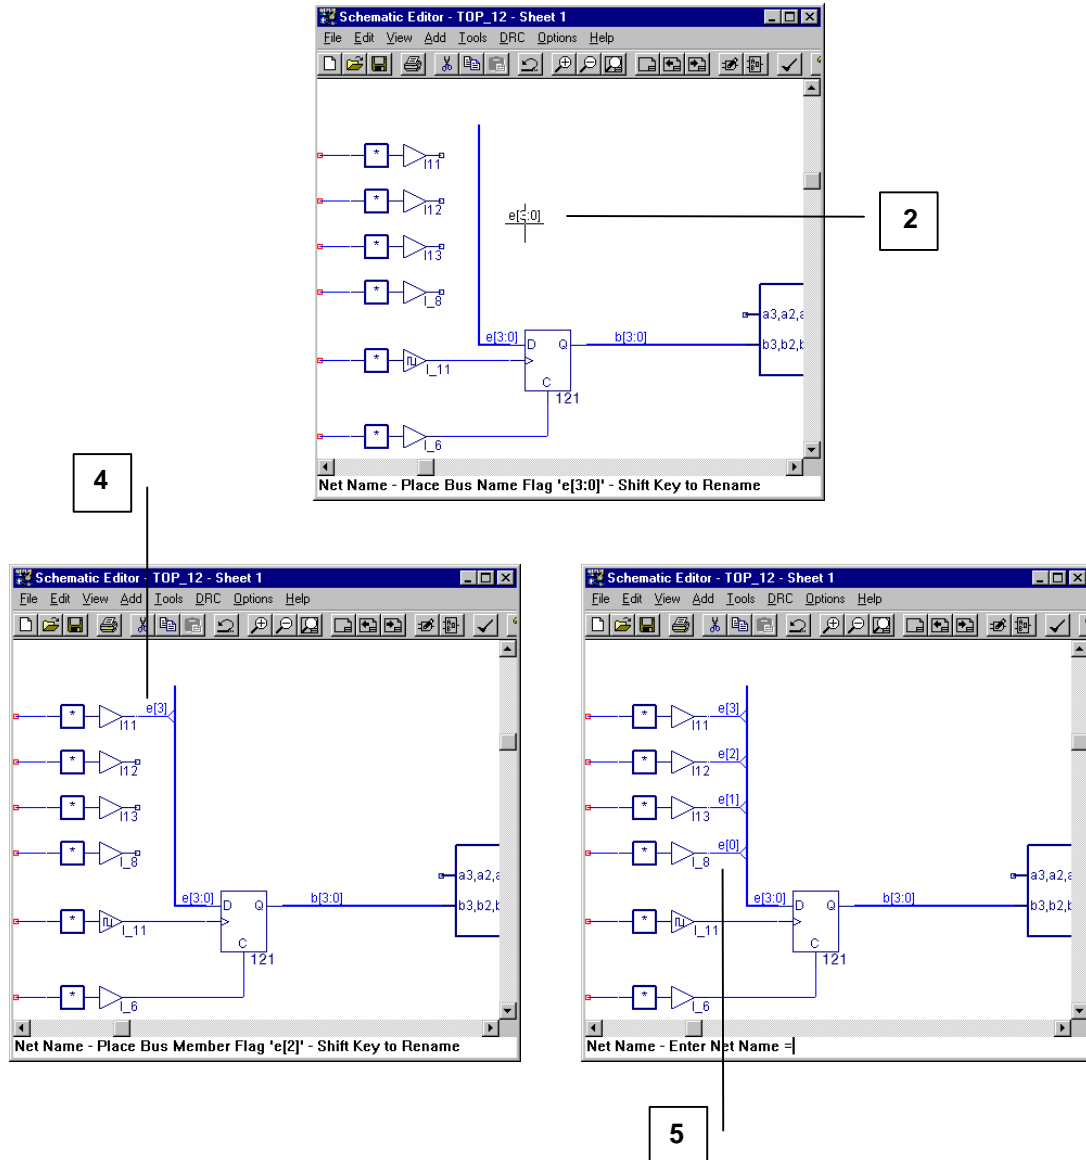 Schematic Editor - TOP_12 - Sheet 1
File Edit View Add Tools DRC Options Help
* I11
* I12
e[3:0]
2
* I13
* I_8
a3,a2,a
e[3:0] D Q b[3:0] b3,b2,b
* I_11
C
121
* I_6
Net Name - Place Bus Name Flag 'e[3:0]' - Shift Key to Rename
4
Schematic Editor - TOP_12 - Sheet 1
File Edit View Add Tools DRC Options Help
e[3]
* I11
* I12
* I13
* I_8
a3,a2,a
e[3:0] D Q b[3:0] b3,b2,b
* I_11
C
121
* I_6
Net Name - Place Bus Member Flag 'e[2]' - Shift Key to Rename
Schematic Editor - TOP_12 - Sheet 1
File Edit View Add Tools DRC Options Help
e[3]
* I11
e[2]
* I12
e[1]
* I13
e[0]
* I_8
a3,a2,a
e[3:0] D Q b[3:0] b3,b2,b
* I_11
C
121
* I_6
Net Name - Enter Net Name =
5